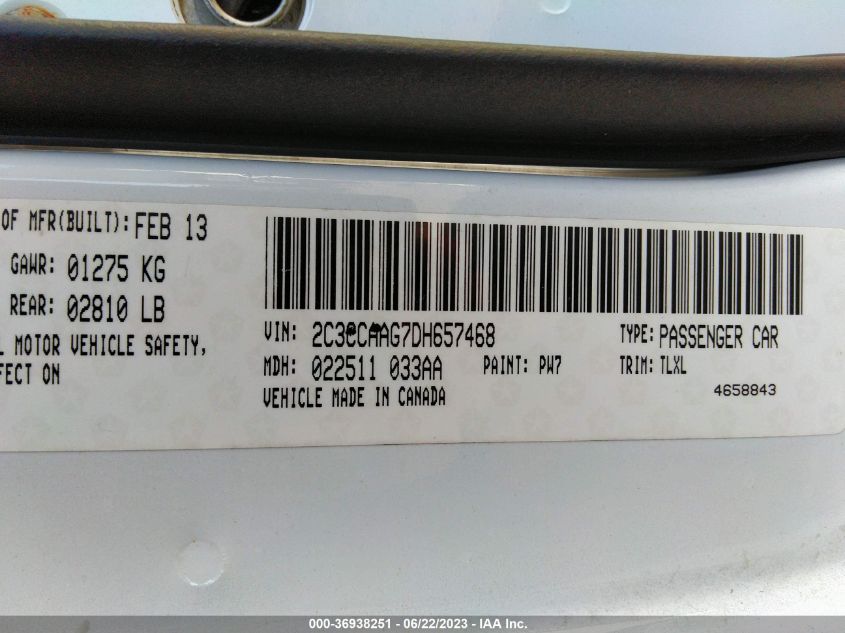 OF MFR(BUILT): FEB 13
GAWR: 01275 KG
REAR: 02810 LB
L MOTOR VEHICLE SAFETY,
FECT ON
VIN: 2C3CCAAG7DH657468
TYPE: PASSENGER CAR
MDH: 022511 033AA
PAINT: PW7
TRIM: TLXL
VEHICLE MADE IN CANADA
4658843
000-36938251 - 06/22/2023 - IAA Inc.